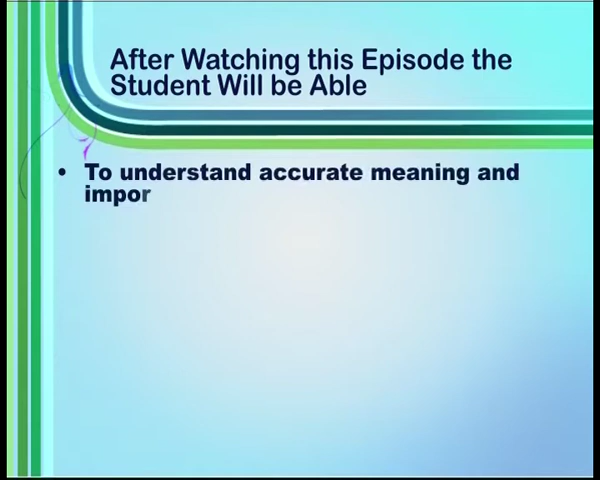 After Watching this Episode the
Student Will be Able
• To understand accurate meaning and
impor